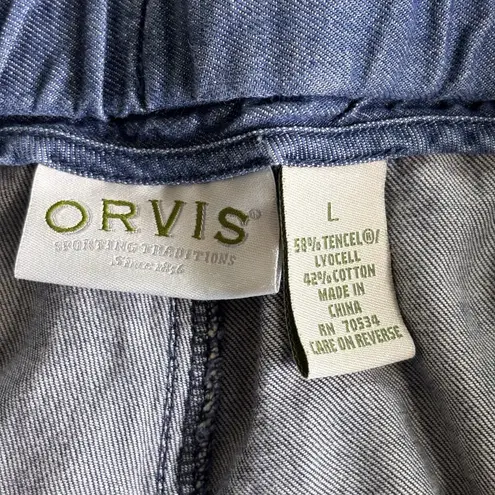 ORVIS®
SPORTING TRADITIONS
Since 1856
L
58% TENCEL®/
LYOCELL
42% COTTON
MADE IN
CHINA
RN 70534
CARE ON REVERSE